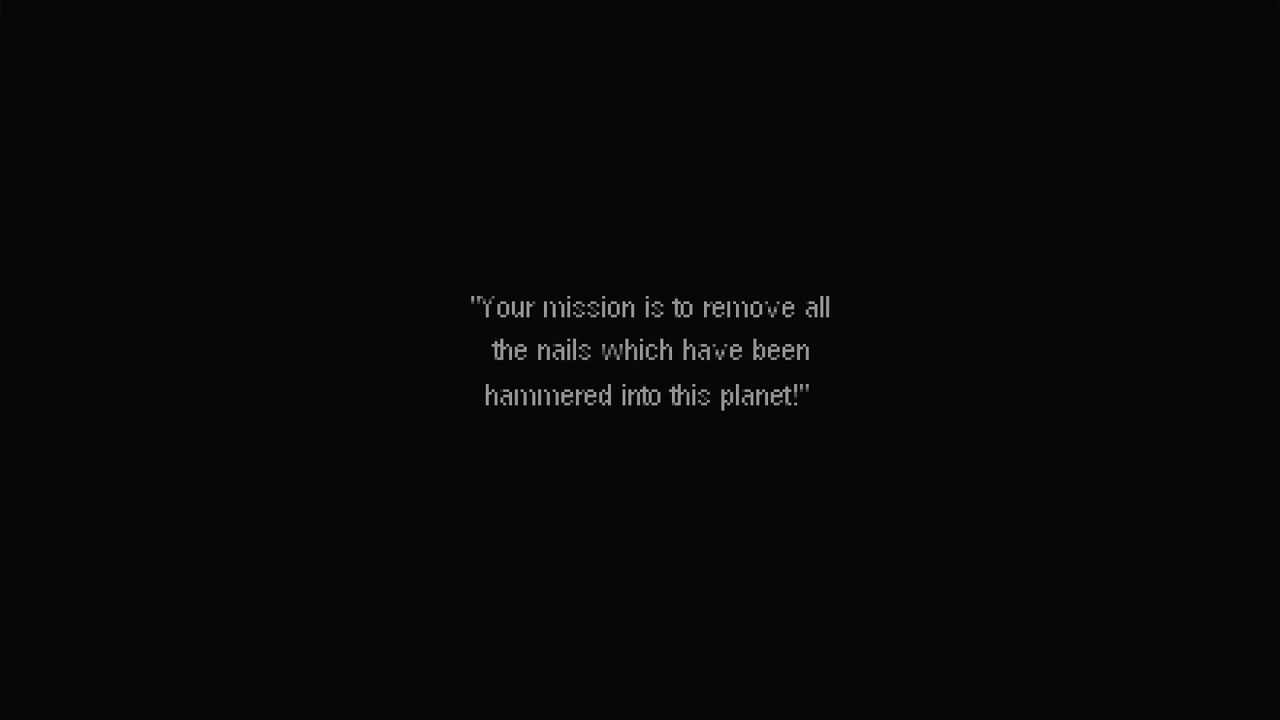 "Your mission is to remove all
the nails which have been
hammered into this planet!"